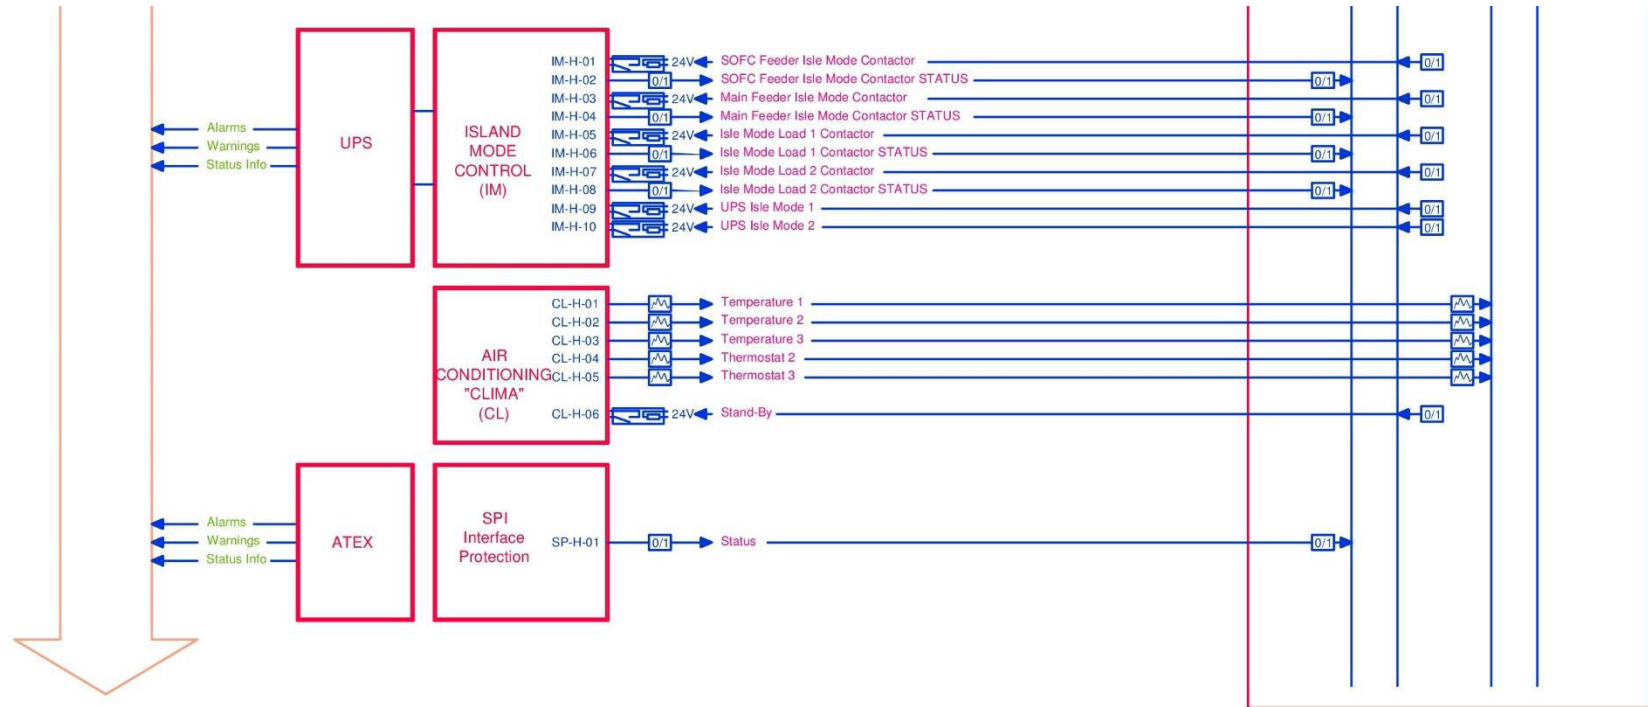 IM-H-01 24V SOFC Feeder Isle Mode Contactor 0/1
IM-H-02 0/1 SOFC Feeder Isle Mode Contactor STATUS 0/1
IM-H-03 24V Main Feeder Isle Mode Contactor 0/1
IM-H-04 0/1 Main Feeder Isle Mode Contactor STATUS 0/1
IM-H-05 24V Isle Mode Load 1 Contactor 0/1
IM-H-06 0/1 Isle Mode Load 1 Contactor STATUS 0/1
IM-H-07 24V Isle Mode Load 2 Contactor 0/1
IM-H-08 0/1 Isle Mode Load 2 Contactor STATUS 0/1
IM-H-09 24V UPS Isle Mode 1 0/1
IM-H-10 24V UPS Isle Mode 2 0/1
Alarms
Warnings
Status Info
UPS
ISLAND
MODE
CONTROL
(IM)
CL-H-01 Temperature 1
CL-H-02 Temperature 2
CL-H-03 Temperature 3
CL-H-04 Thermostat 2
CL-H-05 Thermostat 3
CL-H-06 24V Stand-By 0/1
AIR
CONDITIONING
"CLIMA"
(CL)
Alarms
Warnings
Status Info
ATEX
SPI
Interface
Protection
SP-H-01 0/1 Status 0/1